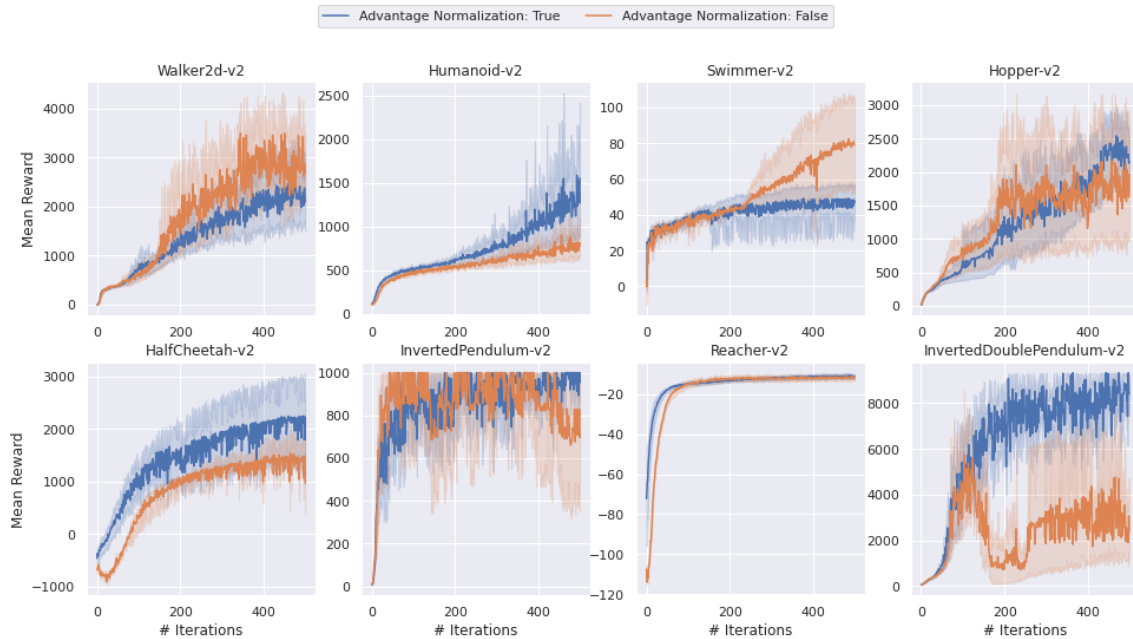 Advantage Normalization: True Advantage Normalization: False
Walker2d-v2 Humanoid-v2 Swimmer-v2 Hopper-v2
Mean Reward
4000
3000
2000
1000
0
0 200 400
2500
2000
1500
1000
500
0
0 200 400
100
80
60
40
20
0
0 200 400
3000
2500
2000
1500
1000
500
0
0 200 400
HalfCheetah-v2 InvertedPendulum-v2 Reacher-v2 InvertedDoublePendulum-v2
Mean Reward
3000
2000
1000
0
−1000
0 200 400
# Iterations
1000
800
600
400
200
0
0 200 400
# Iterations
−20
−40
−60
−80
−100
−120
0 200 400
# Iterations
8000
6000
4000
2000
0
0 200 400
# Iterations